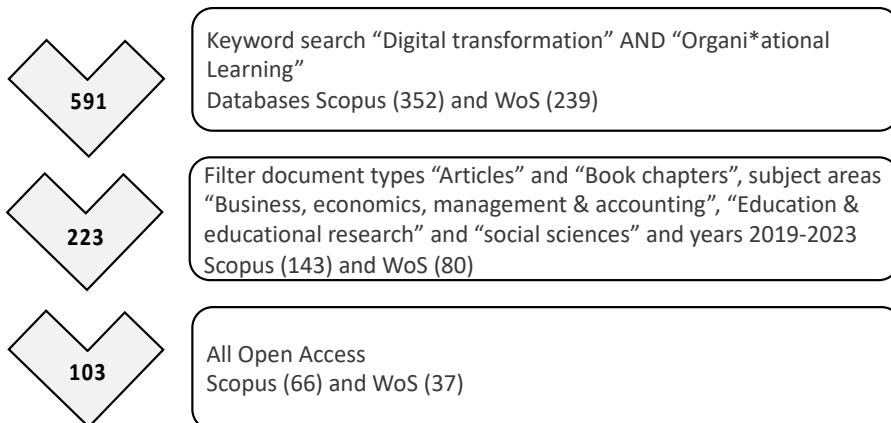 591
Keyword search “Digital transformation” AND “Organi*ational
Learning”
Databases Scopus (352) and WoS (239)
223
Filter document types “Articles” and “Book chapters”, subject areas
“Business, economics, management & accounting”, “Education &
educational research” and “social sciences” and years 2019-2023
Scopus (143) and WoS (80)
103
All Open Access
Scopus (66) and WoS (37)